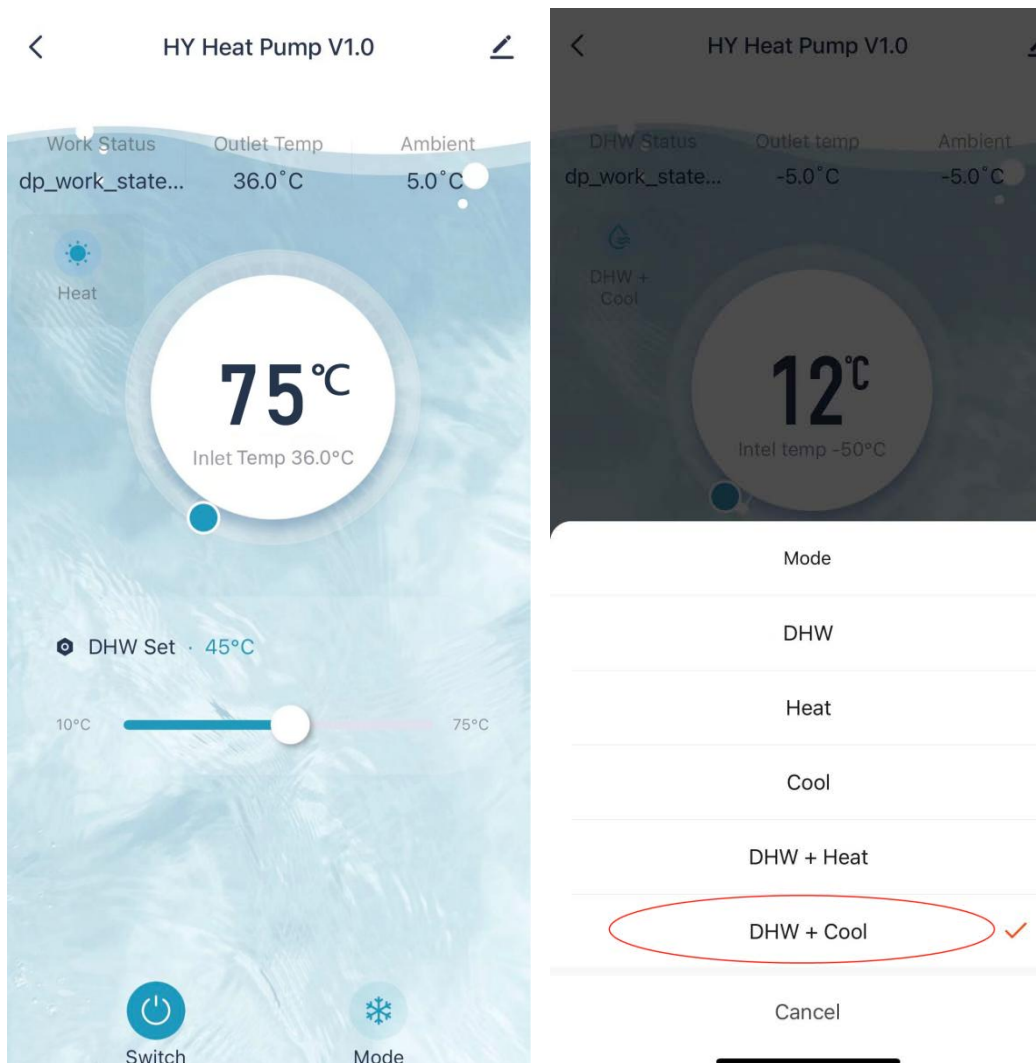 HY Heat Pump V1.0
Work Status Outlet Temp Ambient
dp_work_state... 36.0°C 5.0°C
Heat
75°C
Inlet Temp 36.0°C
DHW Set · 45°C
10°C 75°C
Switch Mode
HY Heat Pump V1.0
DHW Status Outlet temp Ambient
dp_work_state... -5.0°C -5.0°C
DHW +
Cool
12°C
Intel temp -50°C
Mode
DHW
Heat
Cool
DHW + Heat
DHW + Cool
Cancel